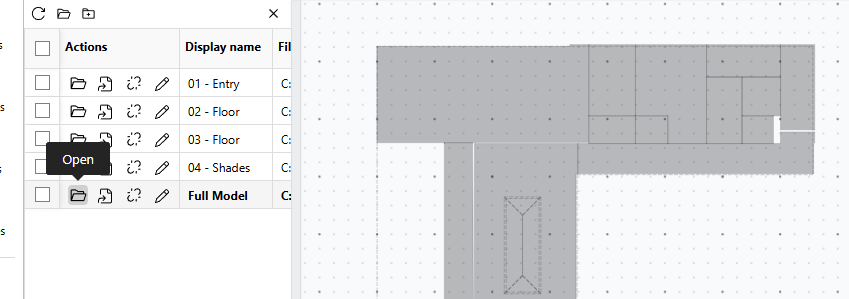 Actions Display name Fil
01 - Entry C:
02 - Floor C:
03 - Floor C:
04 - Shades C:
Open
Full Model C: